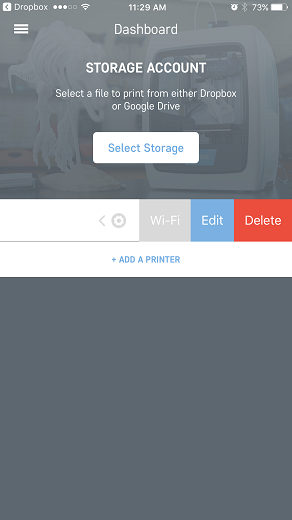 Dropbox 11:29 AM 73%
Dashboard
STORAGE ACCOUNT
Select a file to print from either Dropbox
or Google Drive
Select Storage
Wi-Fi Edit Delete
+ ADD A PRINTER